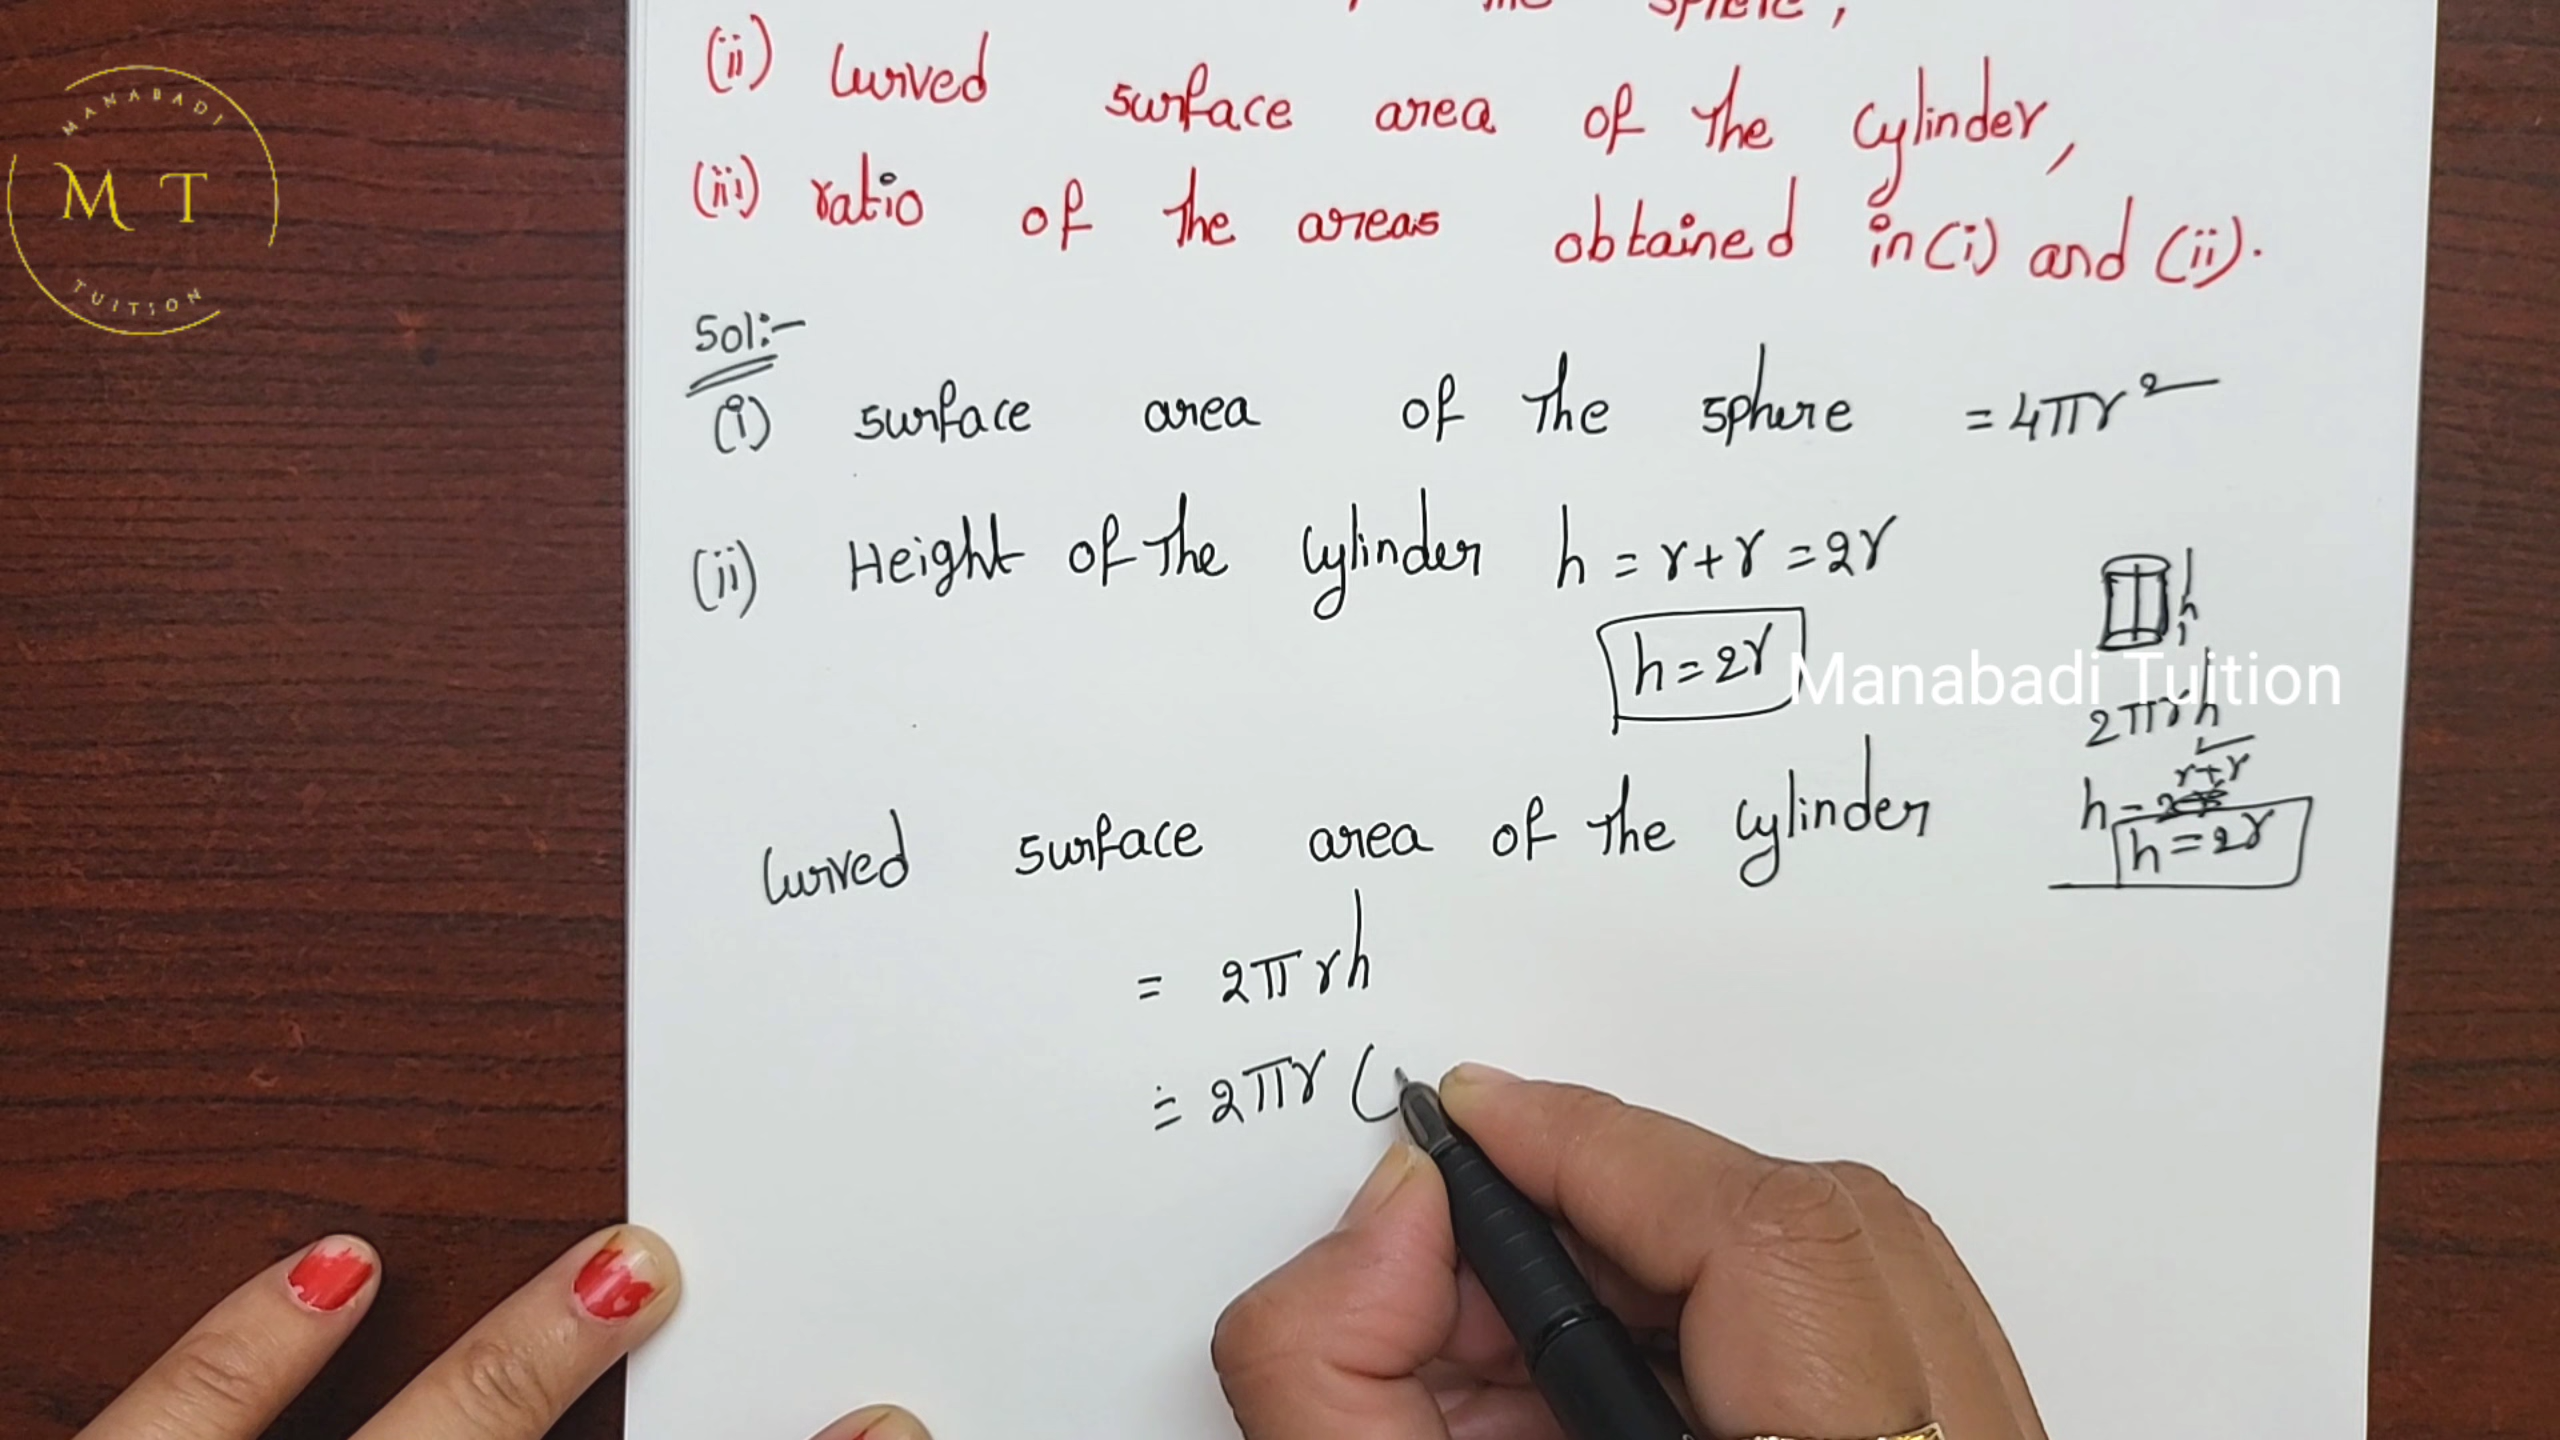 MANABADI
M T
TUITION
the sphere,
(ii) Curved surface area of the cylinder,
(iii) ratio of the areas obtained in (i) and (ii).
Sol:-
(i) surface area of the sphere = 4πr²
(ii) Height of the cylinder h = r+r = 2r
h = 2r
h
Manabadi Tuition
2πrh
r+r
h =
h = 2r
Curved surface area of the cylinder
= 2πrh
= 2πr (